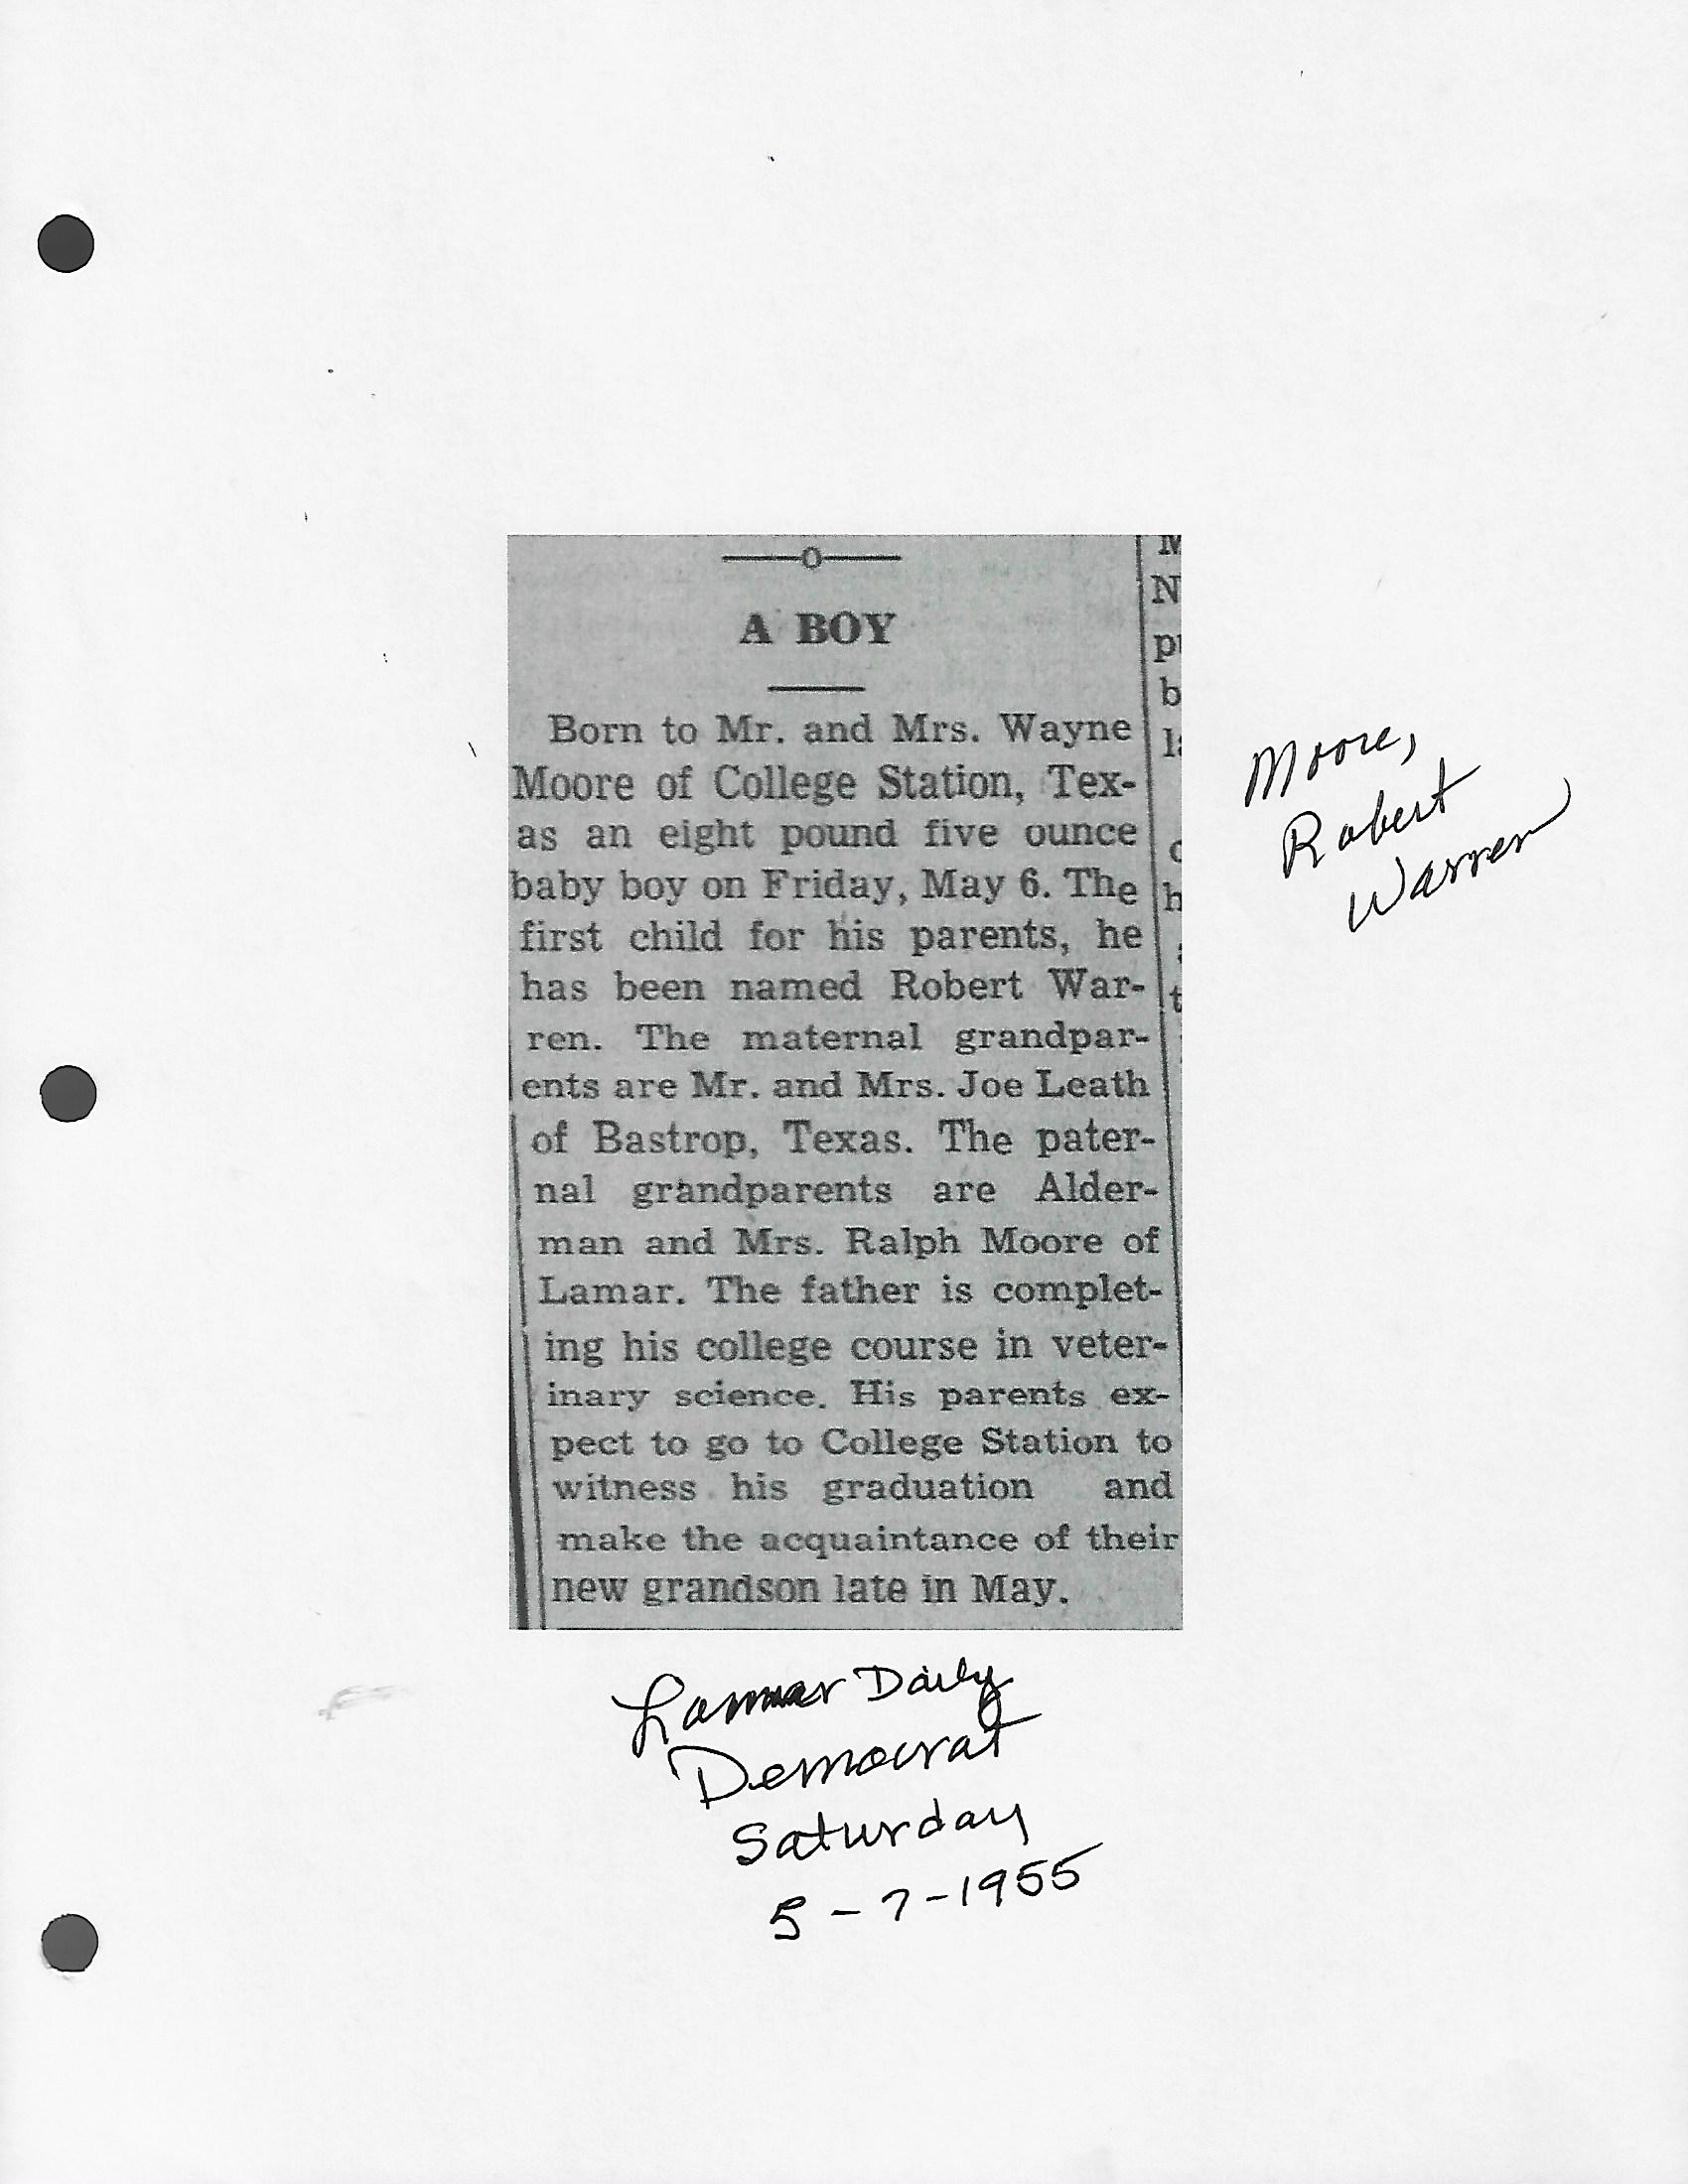 —o—
A BOY
Born to Mr. and Mrs. Wayne
Moore of College Station, Tex-
as an eight pound five ounce
baby boy on Friday, May 6. The
first child for his parents, he
has been named Robert War-
ren. The maternal grandpar-
ents are Mr. and Mrs. Joe Leath
of Bastrop, Texas. The pater-
nal grandparents are Alder-
man and Mrs. Ralph Moore of
Lamar. The father is complet-
ing his college course in veter-
inary science. His parents ex-
pect to go to College Station to
witness his graduation and
make the acquaintance of their
new grandson late in May.
Moore,
Robert
Warren
Lamar Daily
Democrat
Saturday
5-7-1955